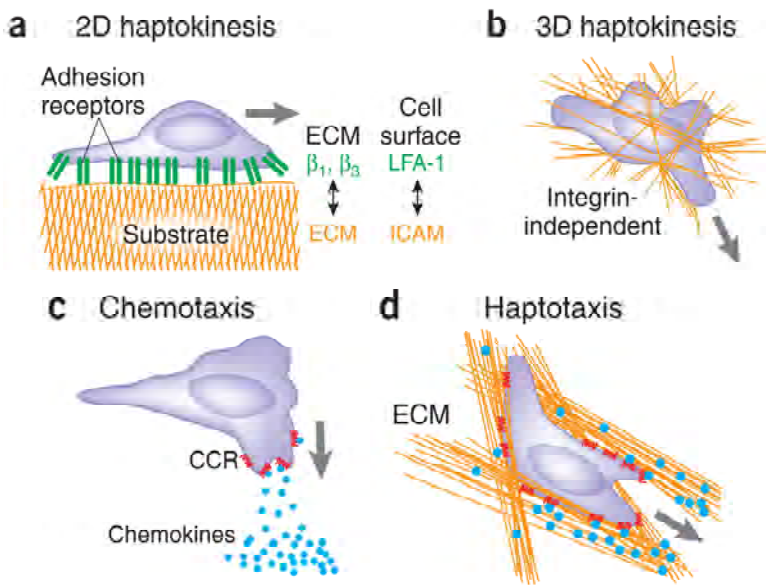 a 2D haptokinesis
Adhesion
receptors
ECM
β1, β3
ECM
Cell
surface
LFA-1
ICAM
Substrate
b 3D haptokinesis
Integrin-
independent
c Chemotaxis
CCR
Chemokines
d Haptotaxis
ECM